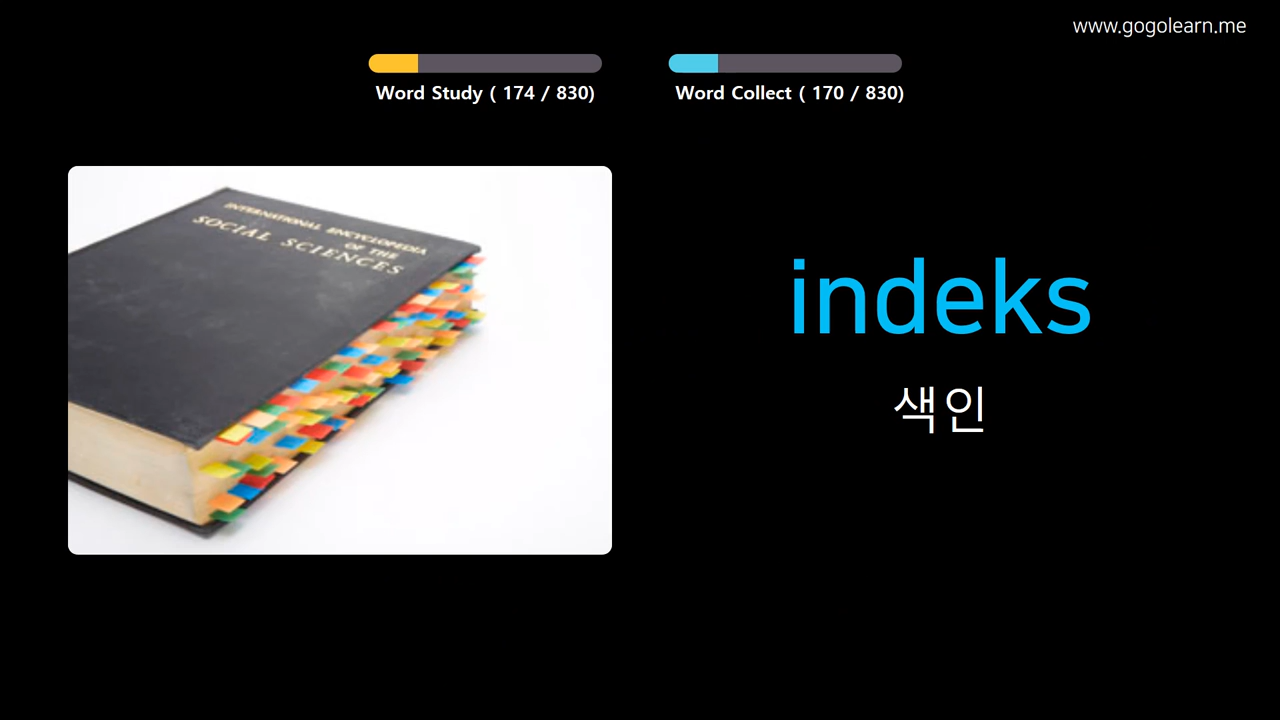 www.gogolearn.me
Word Study ( 174 / 830)
Word Collect ( 170 / 830)
INTERNATIONAL ENCYCLOPEDIA
OF THE
SOCIAL SCIENCES
indeks
색인